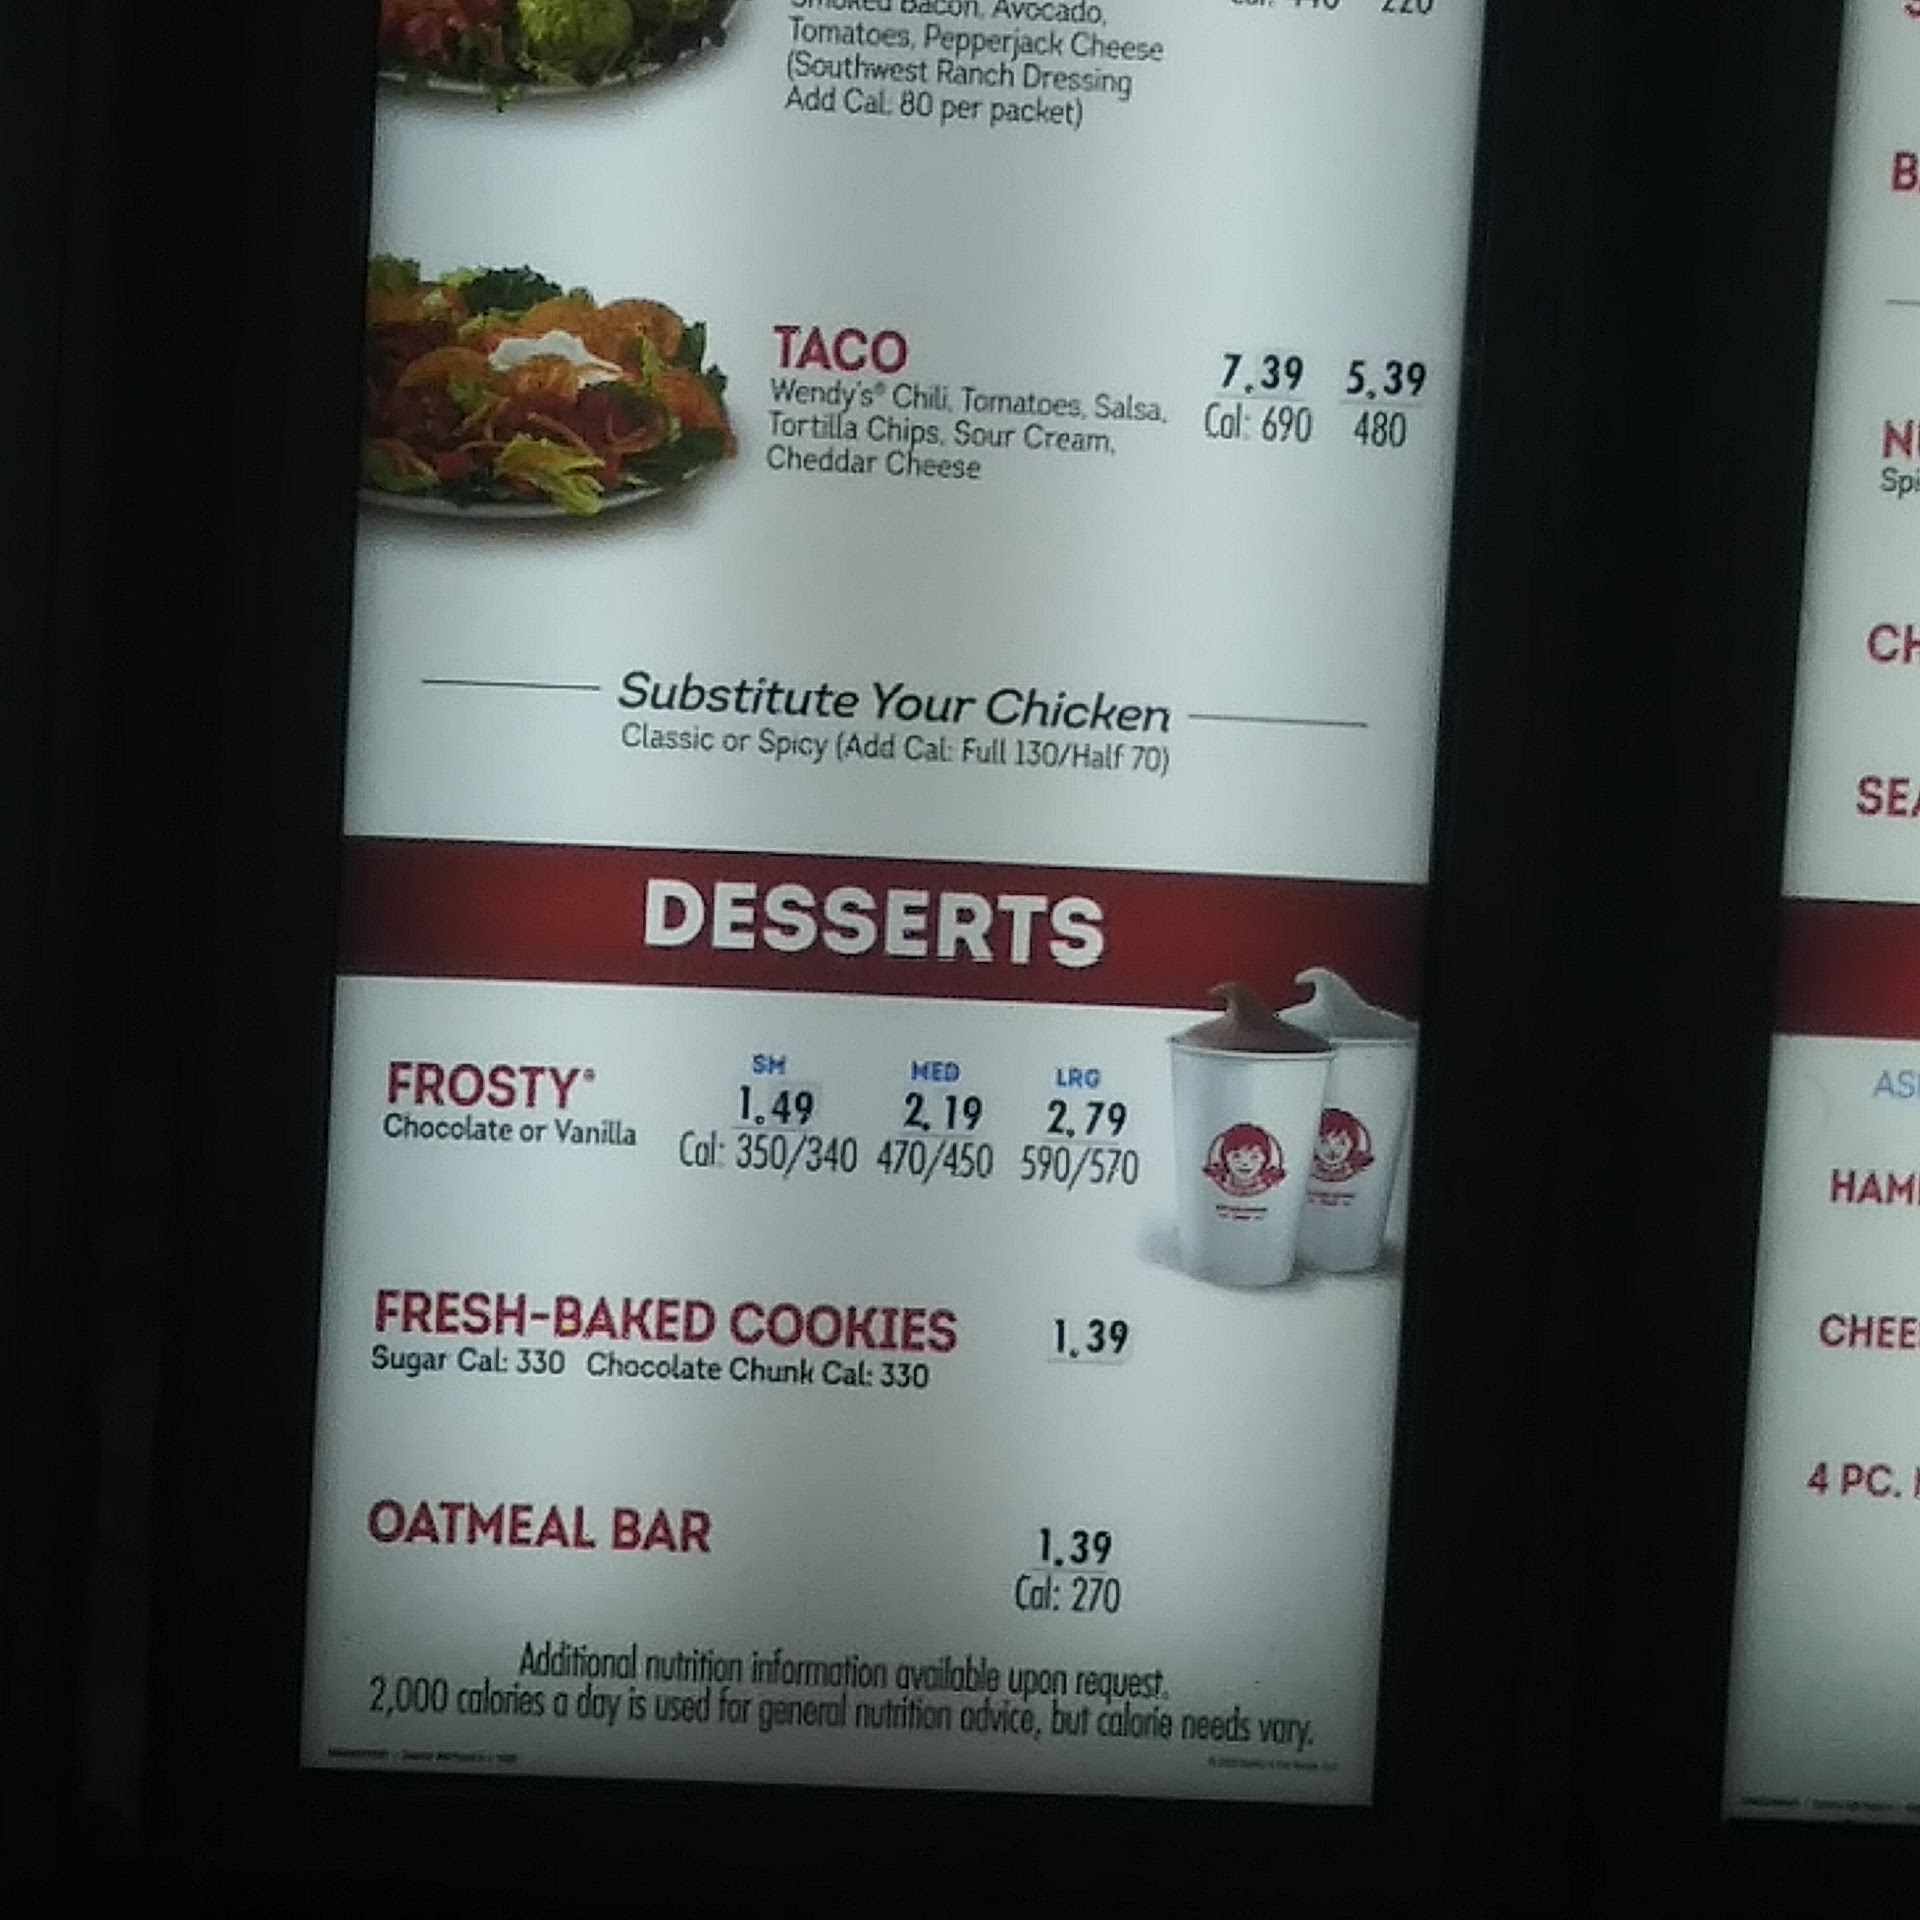 Smoked Bacon, Avocado,
Tomatoes, Pepperjack Cheese
(Southwest Ranch Dressing
Add Cal: 80 per packet)
220
TACO
Wendy's® Chili, Tomatoes, Salsa,
Tortilla Chips, Sour Cream,
Cheddar Cheese
7.39 5.39
Cal: 690 480
Substitute Your Chicken
Classic or Spicy (Add Cal: Full 130/Half 70)
DESSERTS
SM MED LRG
FROSTY® 1.49 2.19 2.79
Chocolate or Vanilla Cal: 350/340 470/450 590/570
FRESH-BAKED COOKIES 1.39
Sugar Cal: 330 Chocolate Chunk Cal: 330
OATMEAL BAR 1.39
Cal: 270
Additional nutrition information available upon request.
2,000 calories a day is used for general nutrition advice, but calorie needs vary.
4 PC.